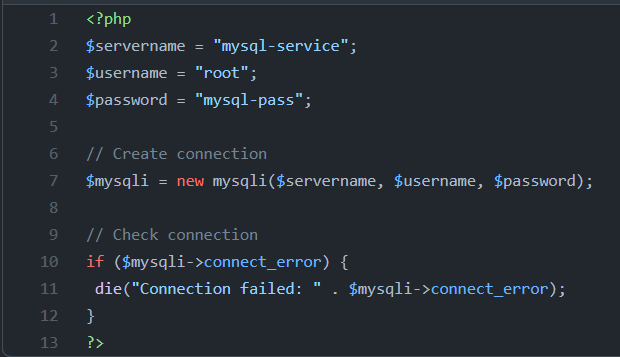 1 <?php
2 $servername = "mysql-service";
3 $username = "root";
4 $password = "mysql-pass";
5
6 // Create connection
7 $mysqli = new mysqli($servername, $username, $password);
8
9 // Check connection
10 if ($mysqli->connect_error) {
11  die("Connection failed: " . $mysqli->connect_error);
12 }
13 ?>